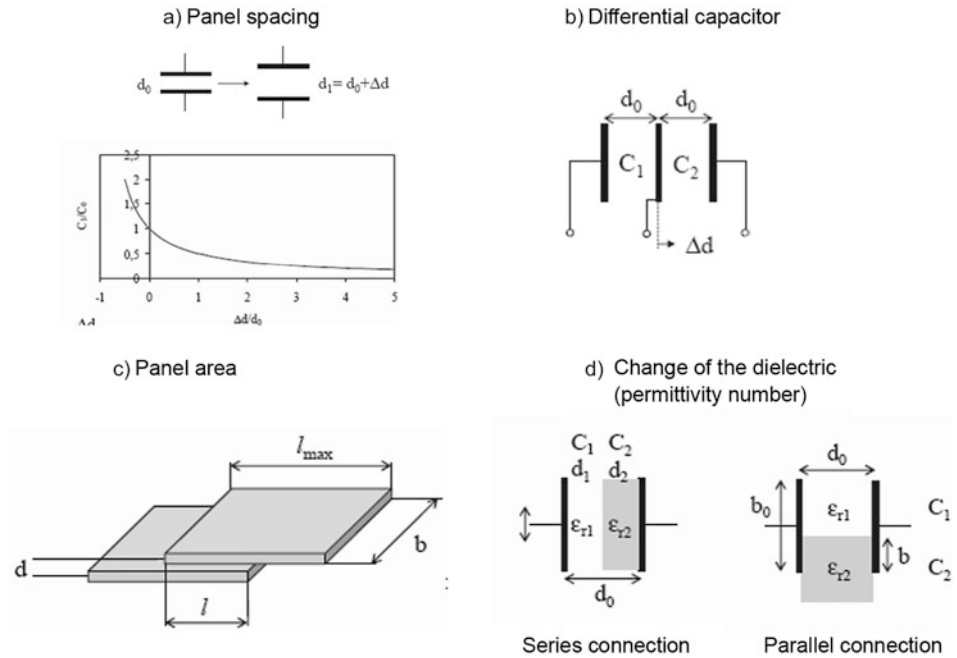 a) Panel spacing
d₀
d₁= d₀+Δd
2,5
2
1,5
1
0,5
0
C₁/C₀
-1 0 1 2 3 4 5
Δd/d₀
Δd
b) Differential capacitor
d₀ d₀
C₁ C₂
Δd
c) Panel area
lmax
b
d
l
:
d) Change of the dielectric
(permittivity number)
C₁ C₂
d₁ d₂
εr1 εr2
d₀
Series connection
d₀
b₀
εr1
C₁
b
εr2
C₂
Parallel connection